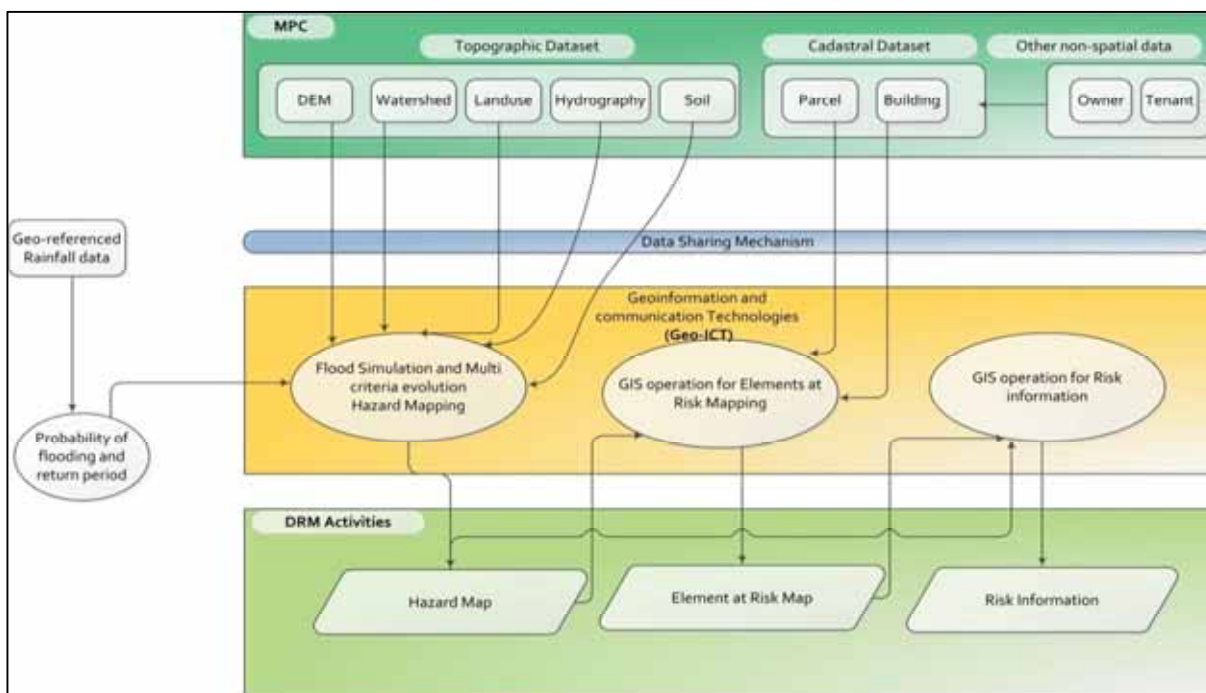 MPC
Topographic Dataset
Cadastral Dataset
Other non-spatial data
DEM
Watershed
Landuse
Hydrography
Soil
Parcel
Building
Owner
Tenant
Geo-referenced
Rainfall data
Data Sharing Mechanism
Geoinformation and
communication Technologies
(Geo-ICT)
Flood Simulation and Multi
criteria evolution
Hazard Mapping
GIS operation for Elements at
Risk Mapping
GIS operation for Risk
information
Probability of
flooding and
return period
DRM Activities
Hazard Map
Element at Risk Map
Risk Information